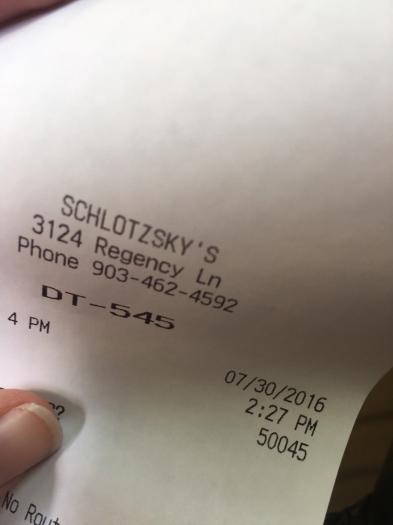 SCHLOTZSKY'S
3124 Regency Ln
Phone 903-462-4592
DT-545
4 PM
07/30/2016
2:27 PM
50045
No